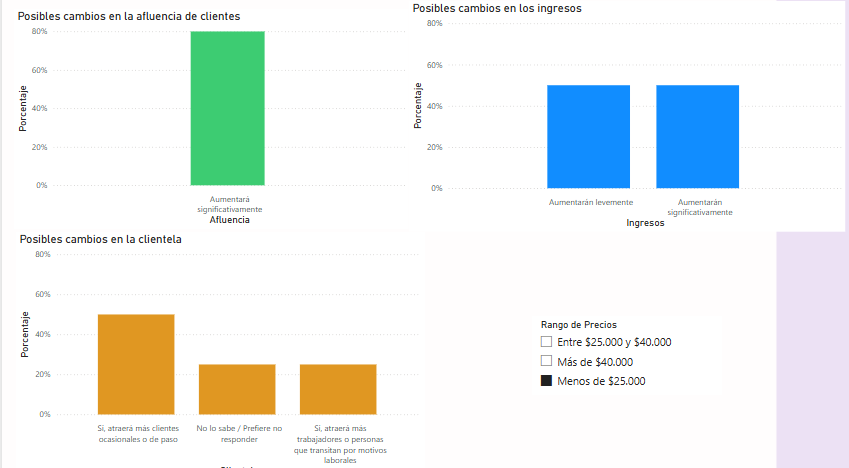 Posibles cambios en la afluencia de clientes
80%
60%
40%
20%
0%
Porcentaje
Aumentará
significativamente
Afluencia
Posibles cambios en los ingresos
80%
60%
40%
20%
0%
Porcentaje
Aumentarán levemente
Aumentarán
significativamente
Ingresos
Posibles cambios en la clientela
80%
60%
40%
20%
0%
Porcentaje
Sí, atraerá más clientes
ocasionales o de paso
No lo sabe / Prefiere no
responder
Sí, atraerá más
trabajadores o personas
que transitan por motivos
laborales
Rango de Precios
Entre $25.000 y $40.000
Más de $40.000
Menos de $25.000